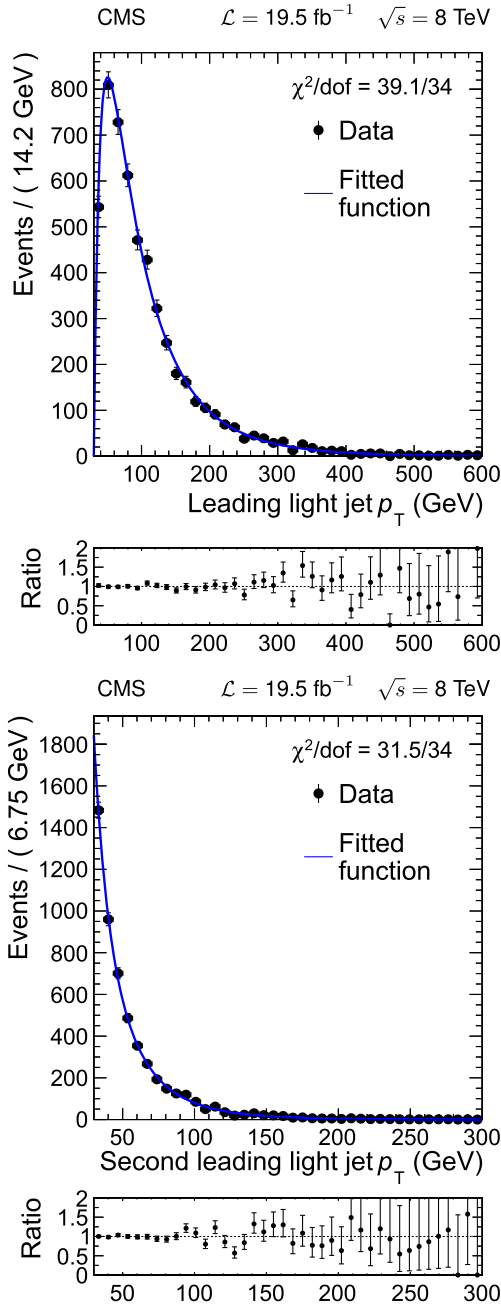 CMS
ℒ = 19.5 fb⁻¹
√s = 8 TeV
Events / ( 14.2 GeV )
800
700
600
500
400
300
200
100
0
χ²/dof = 39.1/34
Data
Fitted
function
100 200 300 400 500 600
Leading light jet p_T (GeV)
Ratio
2
1.5
1
0.5
0
100 200 300 400 500 600
CMS
ℒ = 19.5 fb⁻¹
√s = 8 TeV
Events / ( 6.75 GeV )
1800
1600
1400
1200
1000
800
600
400
200
0
χ²/dof = 31.5/34
Data
Fitted
function
50 100 150 200 250 300
Second leading light jet p_T (GeV)
Ratio
2
1.5
1
0.5
0
50 100 150 200 250 300